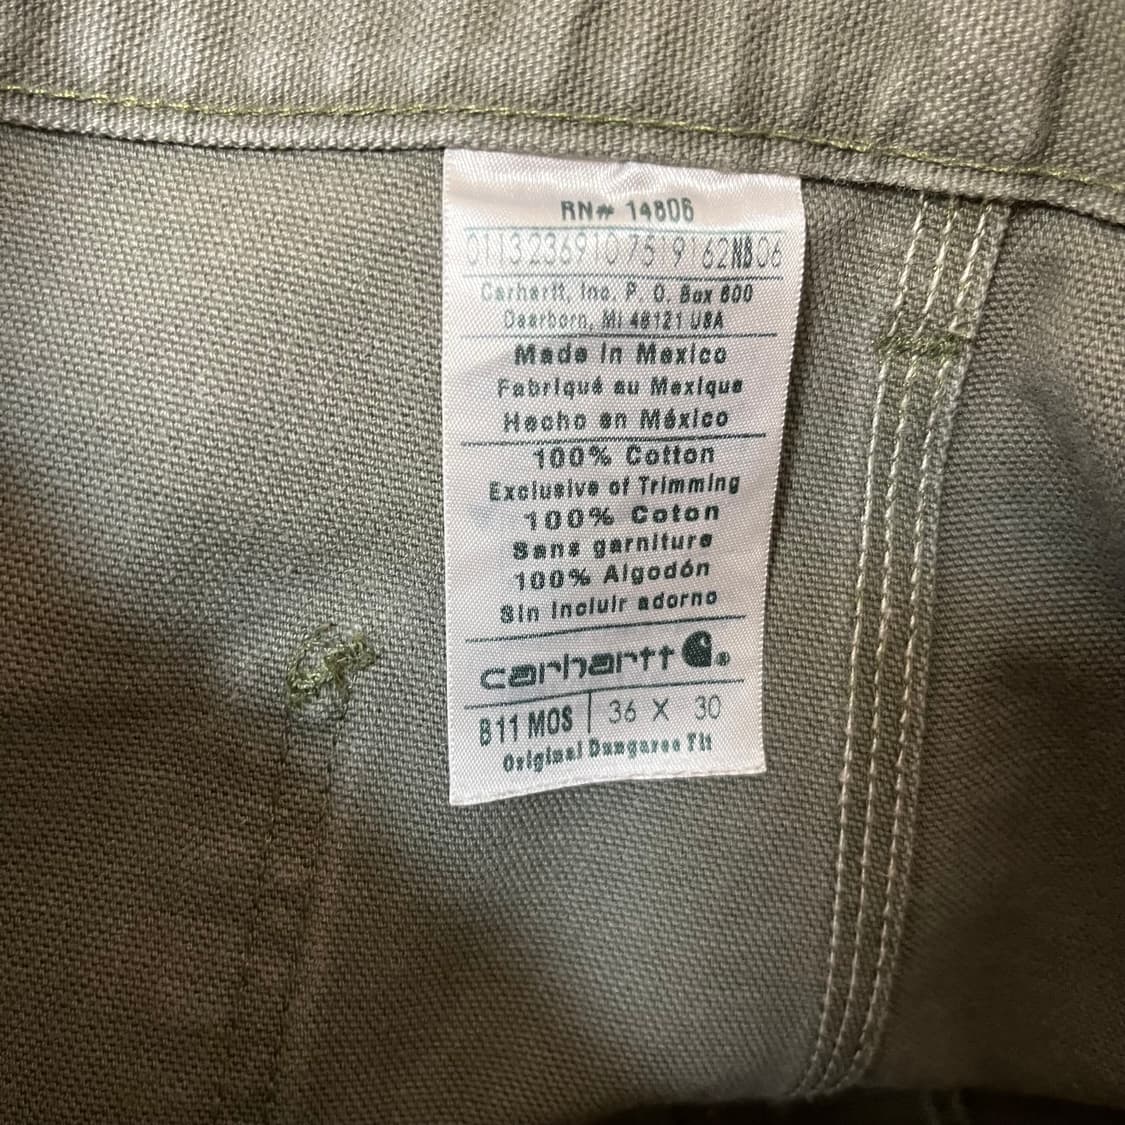 RN# 14806
0113236910 7519162NB06
Carhartt, Inc. P. O. Box 600
Dearborn, MI 48121 USA
Made in Mexico
Fabriqué au Mexique
Hecho en México
100% Cotton
Exclusive of Trimming
100% Coton
Sans garniture
100% Algodón
Sin incluir adorno
carhartt®
B11 MOS | 36 X 30
Original Dungaree Fit